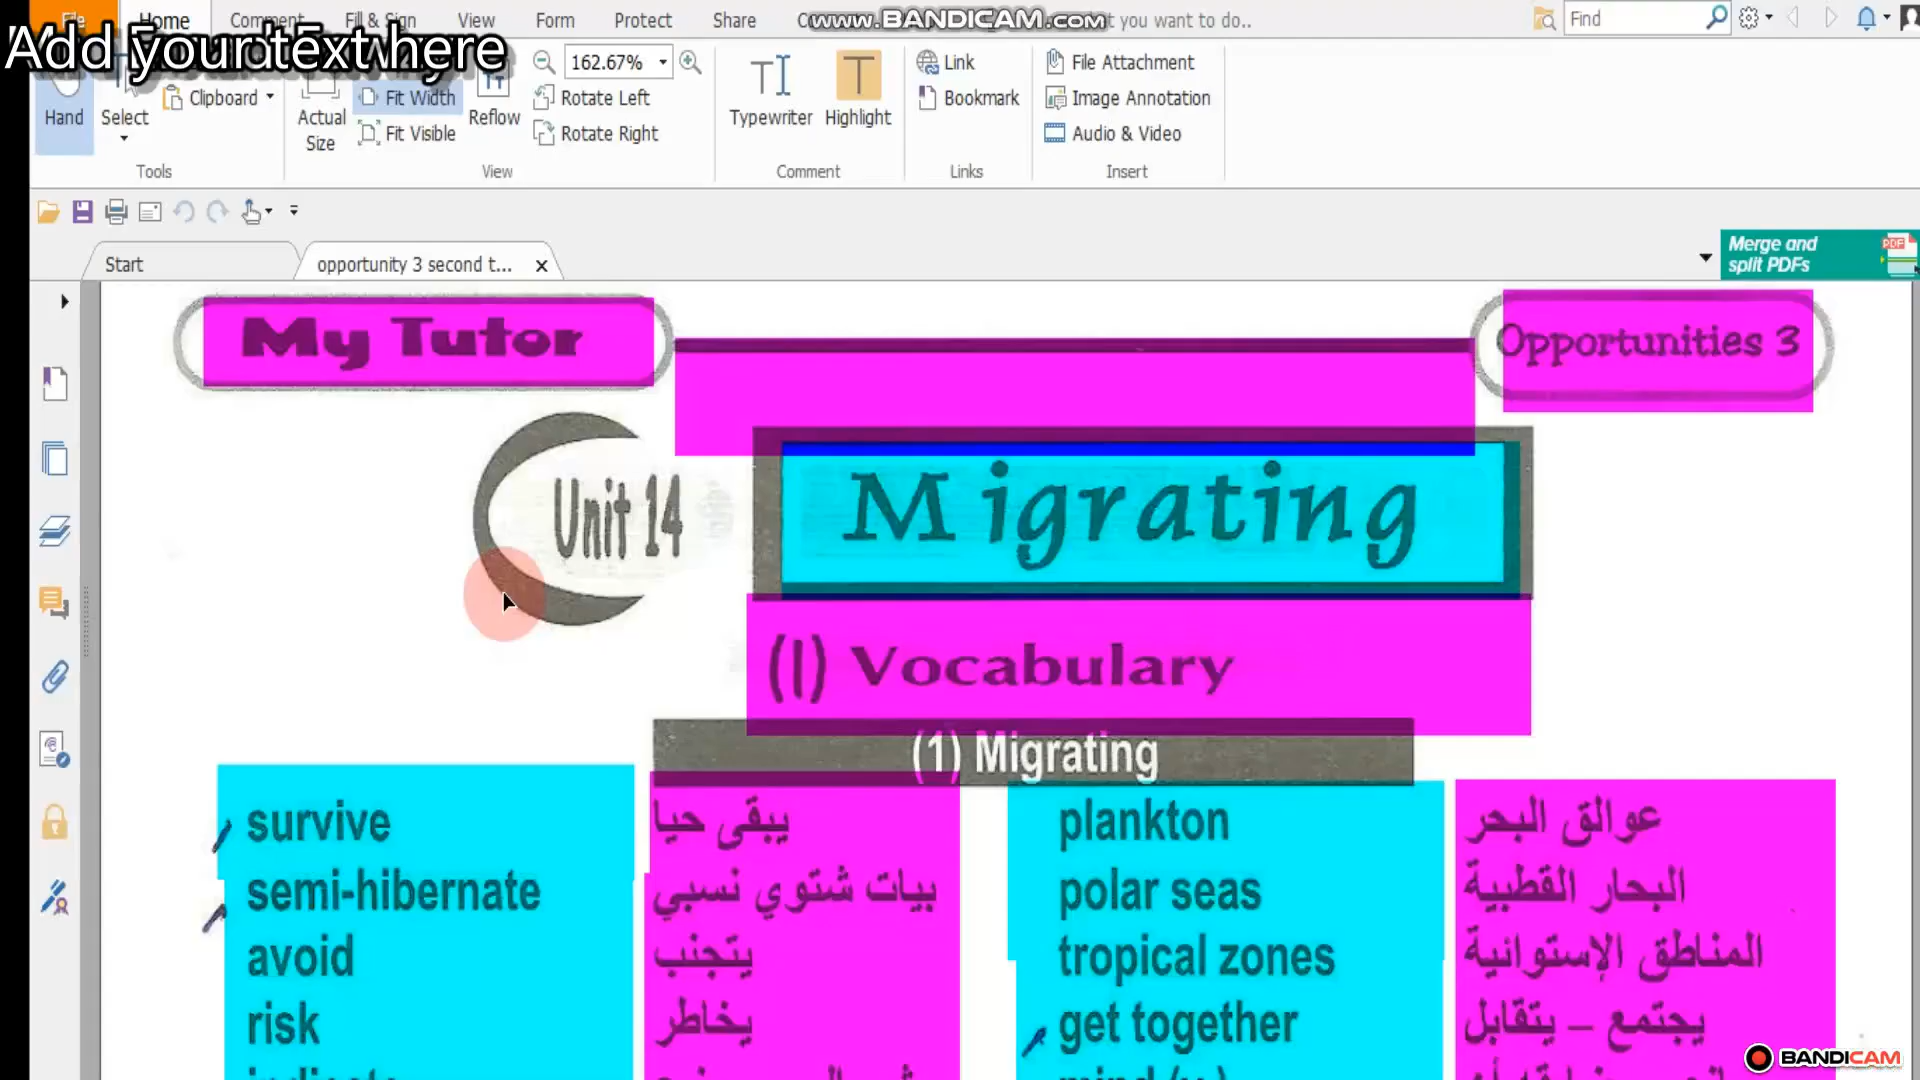 File Home Comment Fill & Sign View Form Protect Share www.BANDICAM.com t you want to do.. Find
Add your text here
Hand Select Clipboard Actual Size Fit Width Fit Visible Reflow 162.67% Rotate Left Rotate Right Typewriter Highlight Link Bookmark File Attachment Image Annotation Audio & Video
Tools View Comment Links Insert
Start opportunity 3 second t... Merge and split PDFs
My Tutor Opportunities 3
Unit 14 Migrating
(I) Vocabulary
(1) Migrating
survive يبقى حيا plankton عوالق البحر
semi-hibernate بيات شتوي نسبي polar seas البحار القطبية
avoid يتجنب tropical zones المناطق الإستوائية
risk يخاطر get together يجتمع – يتقابل
BANDICAM